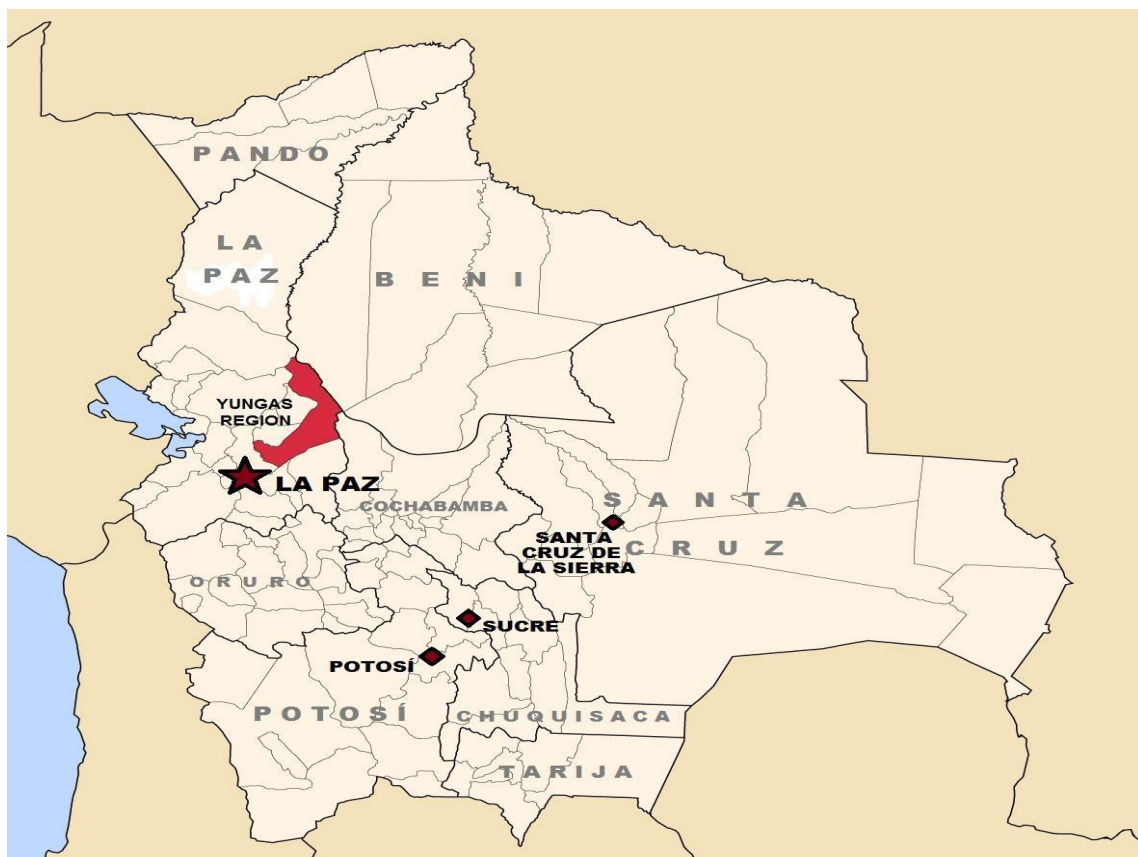 PANDO
LA
PAZ
BENI
YUNGAS
REGION
LA PAZ
COCHABAMBA
SANTA
CRUZ
SANTA
CRUZ DE
LA SIERRA
ORURO
SUCRE
POTOSÍ
POTOSÍ
CHUQUISACA
TARIJA